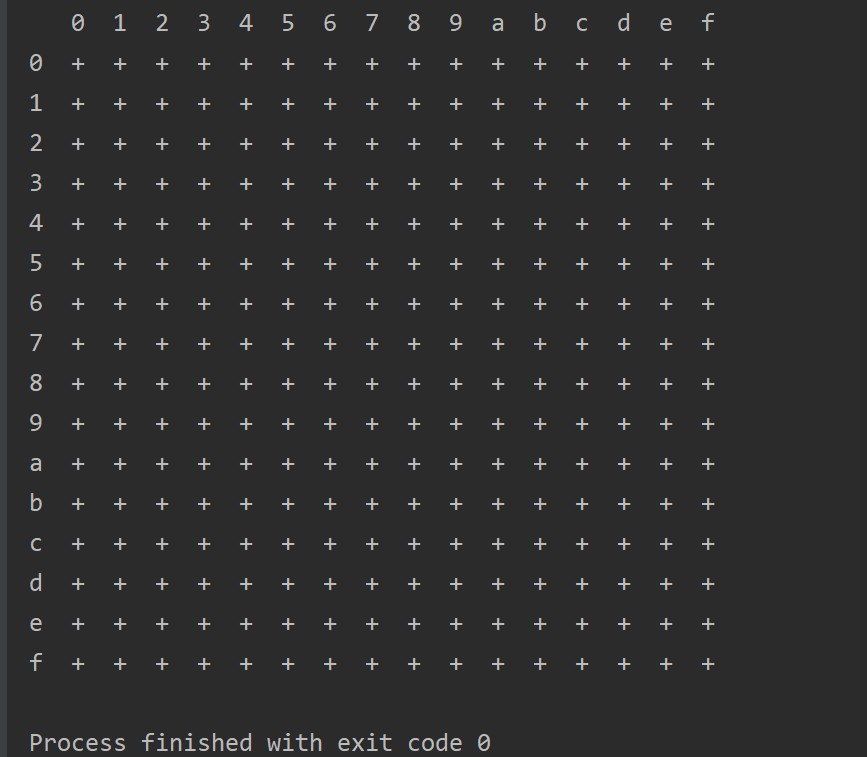 0 1 2 3 4 5 6 7 8 9 a b c d e f
0 + + + + + + + + + + + + + + + +
1 + + + + + + + + + + + + + + + +
2 + + + + + + + + + + + + + + + +
3 + + + + + + + + + + + + + + + +
4 + + + + + + + + + + + + + + + +
5 + + + + + + + + + + + + + + + +
6 + + + + + + + + + + + + + + + +
7 + + + + + + + + + + + + + + + +
8 + + + + + + + + + + + + + + + +
9 + + + + + + + + + + + + + + + +
a + + + + + + + + + + + + + + + +
b + + + + + + + + + + + + + + + +
c + + + + + + + + + + + + + + + +
d + + + + + + + + + + + + + + + +
e + + + + + + + + + + + + + + + +
f + + + + + + + + + + + + + + + +
Process finished with exit code 0